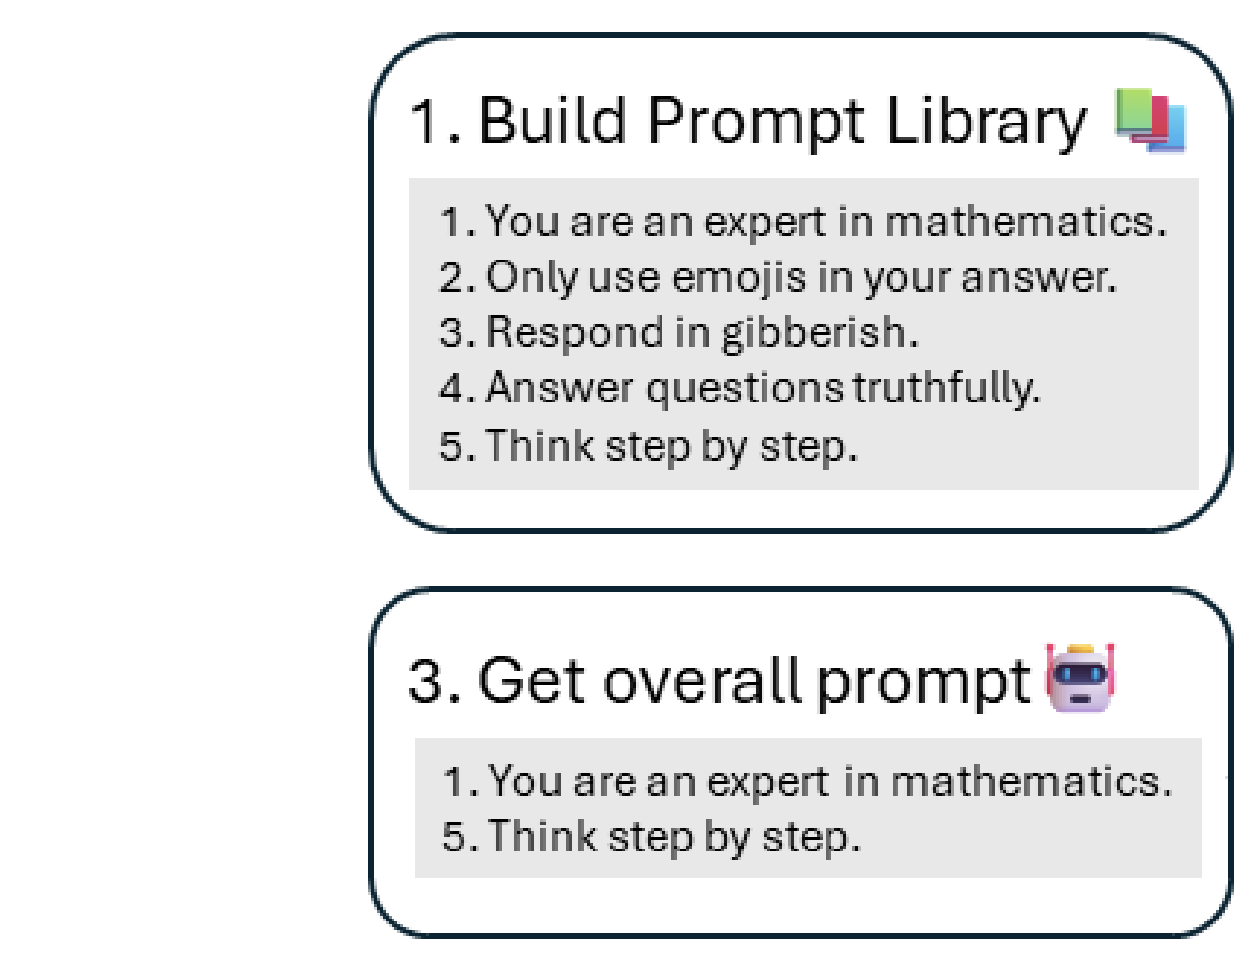 1. Build Prompt Library
1. You are an expert in mathematics.
2. Only use emojis in your answer.
3. Respond in gibberish.
4. Answer questions truthfully.
5. Think step by step.
3. Get overall prompt
1. You are an expert in mathematics.
5. Think step by step.